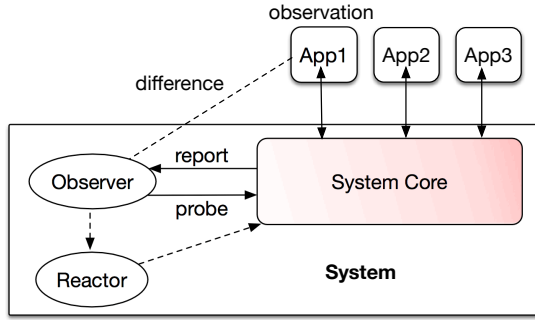 observation
App1
App2
App3
difference
report
Observer
System Core
probe
Reactor
System